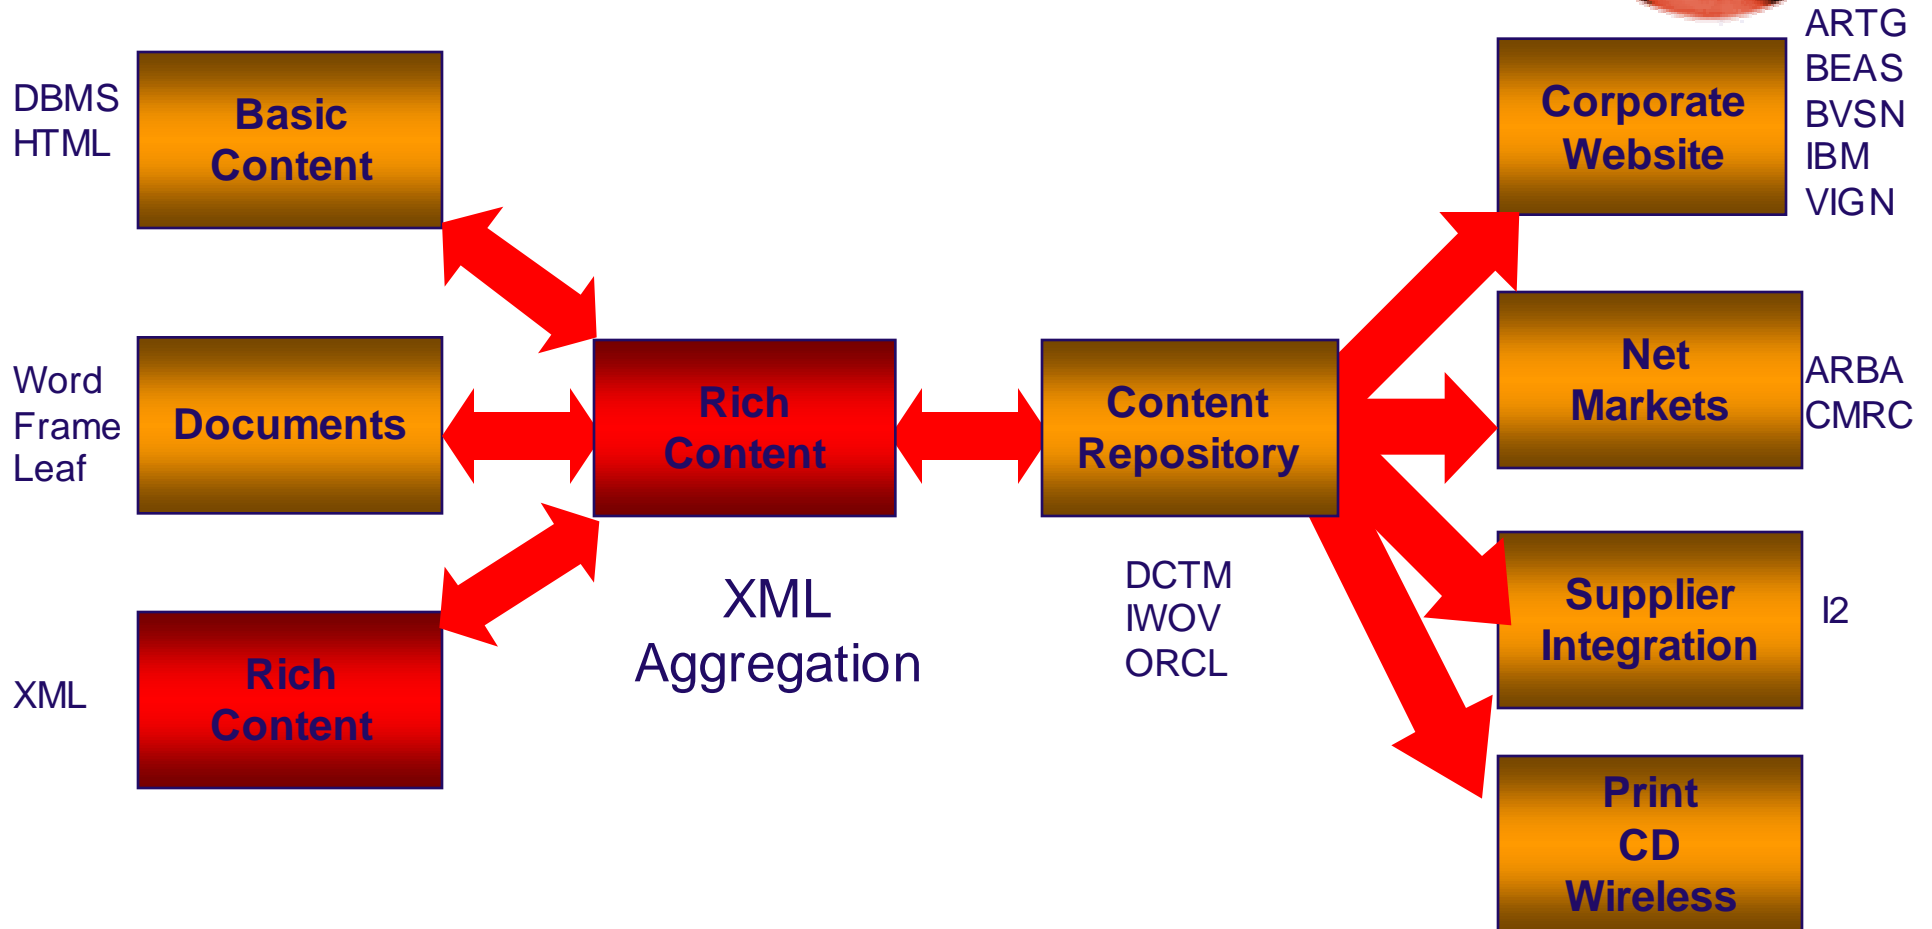 DBMS
HTML
Basic
Content
Word
Frame
Leaf
Documents
XML
Rich
Content
Rich
Content
XML
Aggregation
Content
Repository
DCTM
IWOV
ORCL
Corporate
Website
ARTG
BEAS
BVSN
IBM
VIGN
Net
Markets
ARBA
CMRC
Supplier
Integration
I2
Print
CD
Wireless